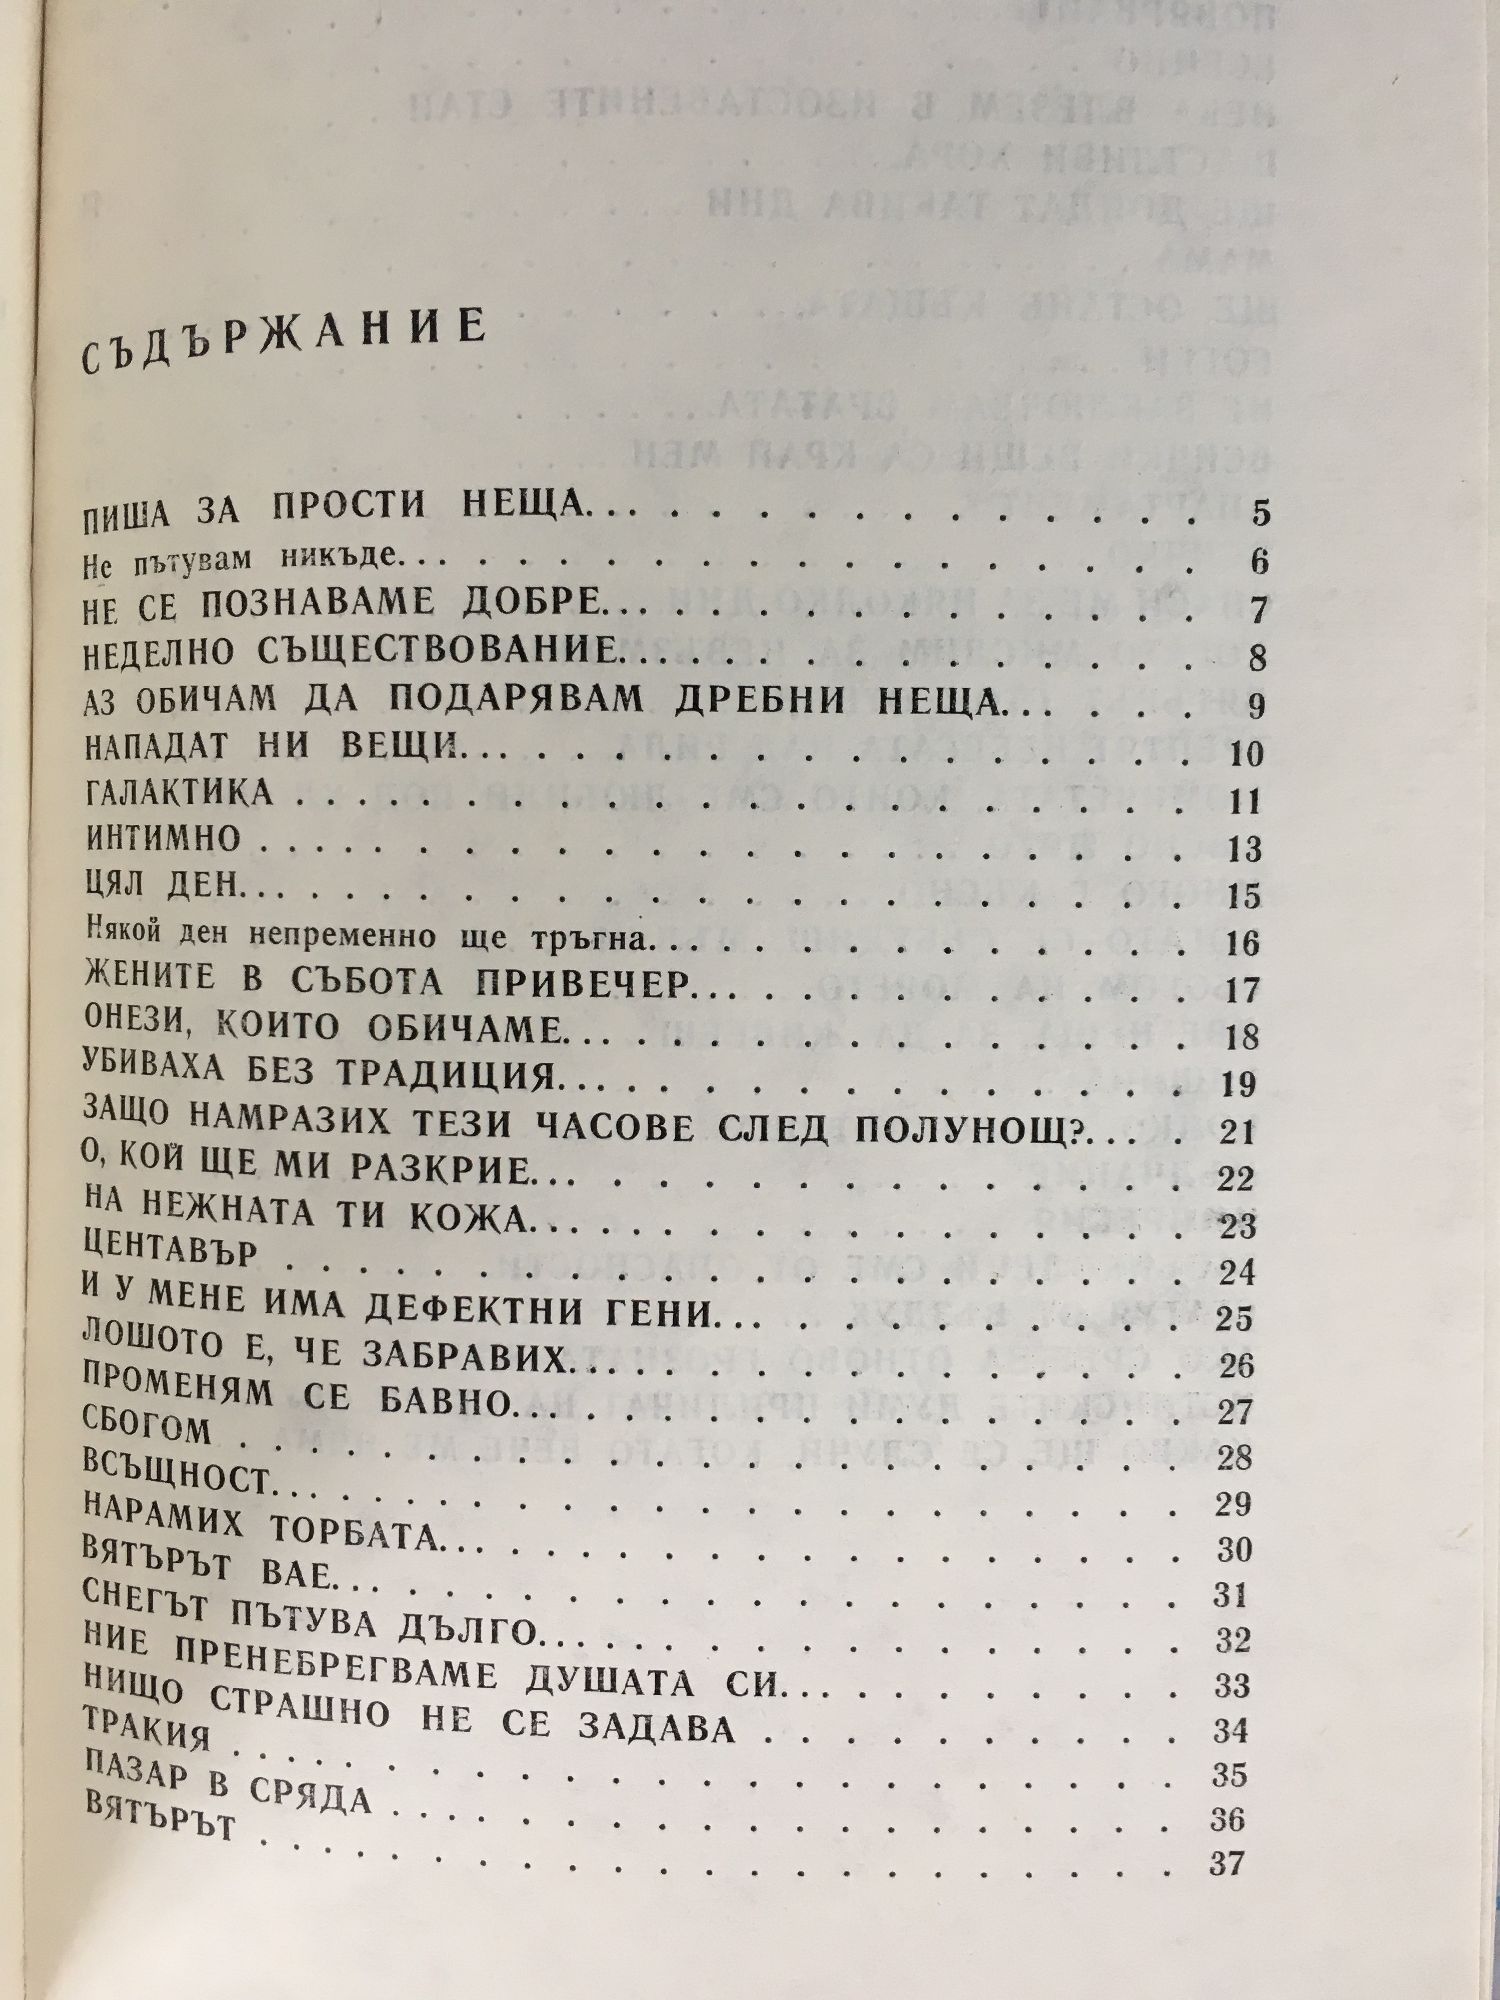 СЪДЪРЖАНИЕ
ПИША ЗА ПРОСТИ НЕЩА. . . . . . . . . . . . . . 5
Не пътувам никъде. . . . . . . . . . . . . . . . . . 6
НЕ СЕ ПОЗНАВАМЕ ДОБРЕ. . . . . . . . . . . . . . 7
НЕДЕЛНО СЪЩЕСТВОВАНИЕ. . . . . . . . . . . . . . 8
АЗ ОБИЧАМ ДА ПОДАРЯВАМ ДРЕБНИ НЕЩА. . . . . . 9
НАПАДАТ НИ ВЕЩИ. . . . . . . . . . . . . . . . . 10
ГАЛАКТИКА . . . . . . . . . . . . . . . . . . . . 11
ИНТИМНО . . . . . . . . . . . . . . . . . . . . . 13
ЦЯЛ ДЕН. . . . . . . . . . . . . . . . . . . . . . 15
Някой ден непременно ще тръгна. . . . . . . . . . . . 16
ЖЕНИТЕ В СЪБОТА ПРИВЕЧЕР. . . . . . . . . . . . . 17
ОНЕЗИ, КОИТО ОБИЧАМЕ. . . . . . . . . . . . . . . 18
УБИВАХА БЕЗ ТРАДИЦИЯ. . . . . . . . . . . . . . . 19
ЗАЩО НАМРАЗИХ ТЕЗИ ЧАСОВЕ СЛЕД ПОЛУНОЩ?. . . . 21
О, КОЙ ЩЕ МИ РАЗКРИЕ. . . . . . . . . . . . . . . 22
НА НЕЖНАТА ТИ КОЖА. . . . . . . . . . . . . . . . 23
ЦЕНТАВЪР . . . . . . . . . . . . . . . . . . . . 24
И У МЕНЕ ИМА ДЕФЕКТНИ ГЕНИ. . . . . . . . . . . . 25
ЛОШОТО Е, ЧЕ ЗАБРАВИХ. . . . . . . . . . . . . . . 26
ПРОМЕНЯМ СЕ БАВНО. . . . . . . . . . . . . . . . . 27
СБОГОМ . . . . . . . . . . . . . . . . . . . . . . 28
ВСЪЩНОСТ. . . . . . . . . . . . . . . . . . . . . 29
НАРАМИХ ТОРБАТА. . . . . . . . . . . . . . . . . . 30
ВЯТЪРЪТ ВАЕ. . . . . . . . . . . . . . . . . . . . 31
СНЕГЪТ ПЪТУВА ДЪЛГО. . . . . . . . . . . . . . . . 32
НИЕ ПРЕНЕБРЕГВАМЕ ДУШАТА СИ. . . . . . . . . . . 33
НИЩО СТРАШНО НЕ СЕ ЗАДАВА . . . . . . . . . . 34
ТРАКИЯ . . . . . . . . . . . . . . . . . . . . . . 35
ПАЗАР В СРЯДА . . . . . . . . . . . . . . . . . . 36
ВЯТЪРЪТ . . . . . . . . . . . . . . . . . . . . . 37